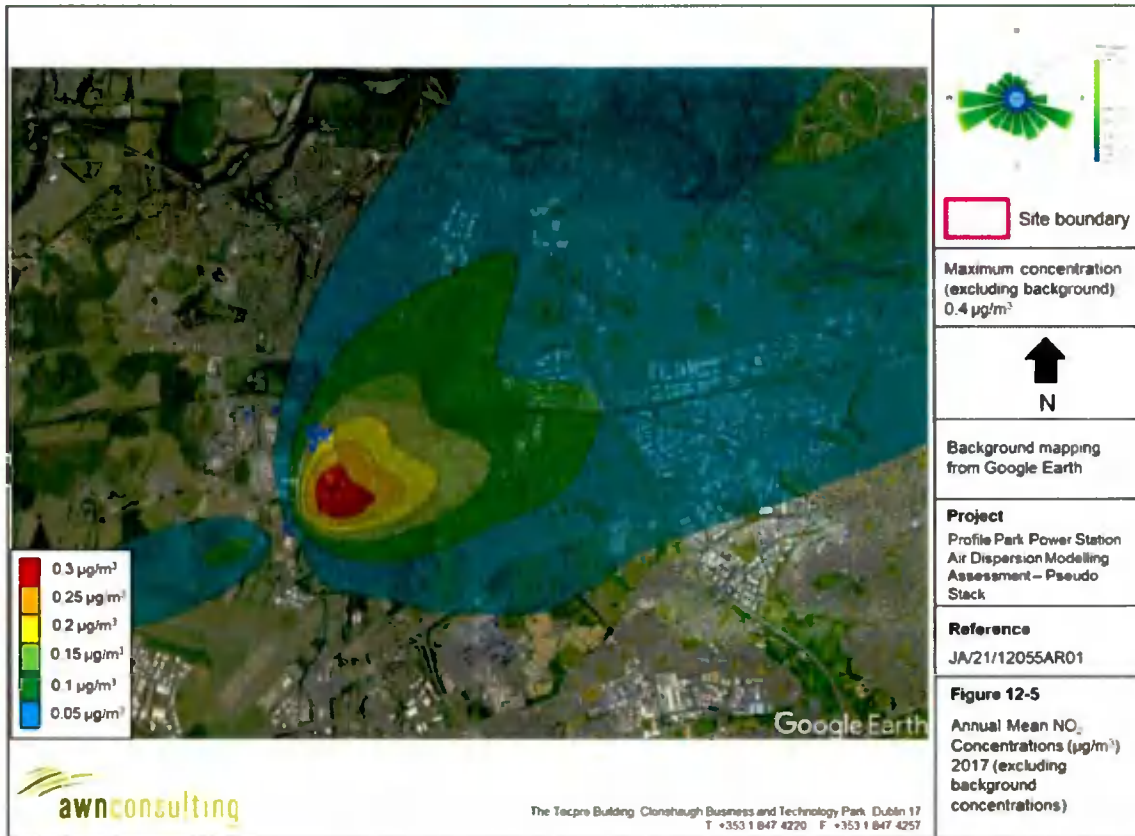 Site boundary
Maximum concentration
(excluding background)
0.4 µg/m³
N
Background mapping
from Google Earth
Project
Profile Park Power Station
Air Dispersion Modelling
Assessment – Pseudo
Stack
Reference
JA/21/12055AR01
Figure 12-5
Annual Mean NO₂
Concentrations (µg/m³)
2017 (excluding
background
concentrations)
0.3 µg/m³
0.25 µg/m³
0.2 µg/m³
0.15 µg/m³
0.1 µg/m³
0.05 µg/m³
Google Earth
awnconsulting
The Tecpro Building Clonshaugh Business and Technology Park Dublin 17
T +353 1 847 4220 F +353 1 847 4257